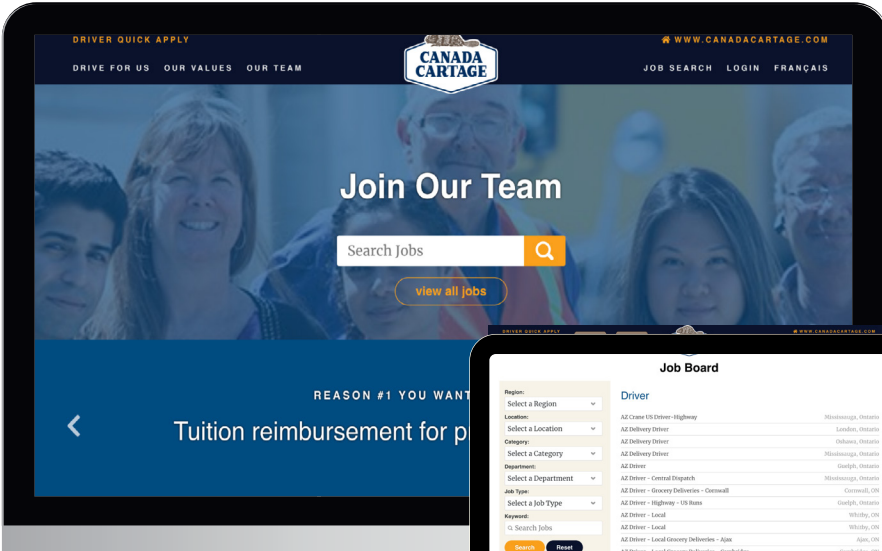 DRIVER QUICK APPLY
WWW.CANADACARTAGE.COM
DRIVE FOR US OUR VALUES OUR TEAM
CANADA
CARTAGE
JOB SEARCH LOGIN FRANÇAIS
Join Our Team
Search Jobs
view all jobs
REASON #1 YOU WANT
Tuition reimbursement for
DRIVER QUICK APPLY
WWW.CANADACARTAGE.COM
Job Board
Region:
Select a Region
Location:
Select a Location
Category:
Select a Category
Department:
Select a Department
Job Type:
Select a Job Type
Keyword:
Search Jobs
Search Reset
Driver
AZ Crane US Driver-Highway Mississauga, Ontario
AZ Delivery Driver London, Ontario
AZ Delivery Driver Oshawa, Ontario
AZ Delivery Driver Mississauga, Ontario
AZ Driver Guelph, Ontario
AZ Driver - Central Dispatch Mississauga, Ontario
AZ Driver - Grocery Deliveries - Cornwall Cornwall, ON
AZ Driver - Highway - US Runs Guelph, Ontario
AZ Driver - Local Whitby, ON
AZ Driver - Local Whitby, ON
AZ Driver - Local Grocery Deliveries - Ajax Ajax, ON